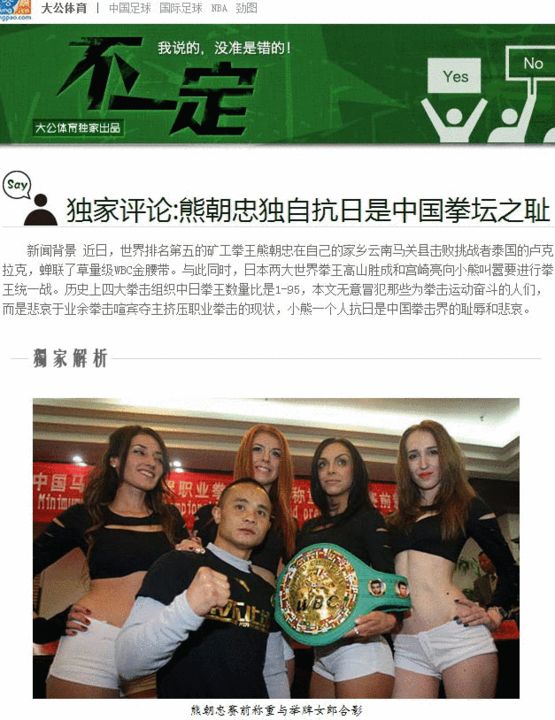 大公体育 | 中国足球 国际足球 NBA 劲图
我说的，没准是错的！
不一定
大公体育独家出品
Yes
No
Say
独家评论:熊朝忠独自抗日是中国拳坛之耻
新闻背景 近日，世界排名第五的矿工拳王熊朝忠在自己的家乡云南马关县击败挑战者泰国的卢克
拉克，蝉联了草量级WBC金腰带。与此同时，日本两大世界拳王高山胜成和宫崎亮向小熊叫嚣要进行拳
王统一战。历史上四大拳击组织中日拳王数量比是1-95，本文无意冒犯那些为拳击运动奋斗的人们，
而是悲哀于业余拳击喧宾夺主挤压职业拳击的现状，小熊一个人抗日是中国拳击界的耻辱和悲哀。
獨家解析
中国马
职业拳
Minimum
WBC
熊朝忠赛前称重与举牌女郎合影